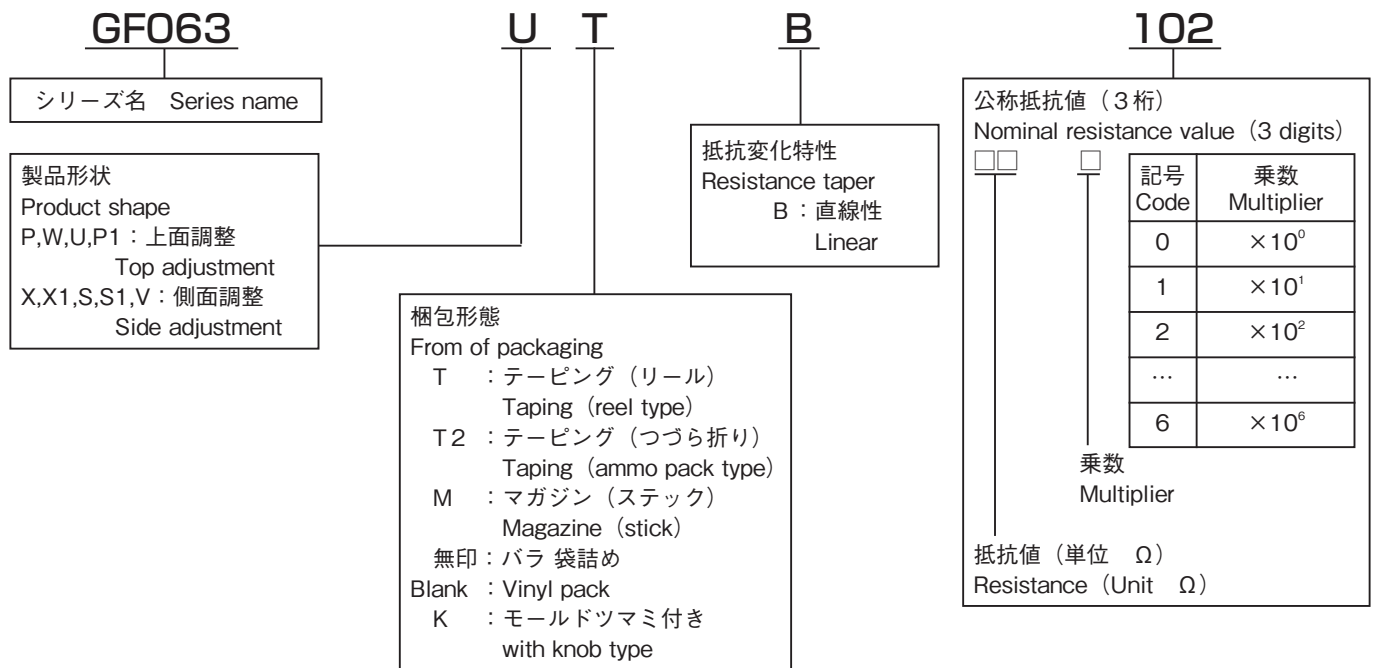 GF063 U T B 102
シリーズ名 Series name
製品形状
Product shape
P,W,U,P1：上面調整
Top adjustment
X,X1,S,S1,V：側面調整
Side adjustment
梱包形態
From of packaging
T ：テーピング（リール）
Taping（reel type）
T2 ：テーピング（つづら折り）
Taping（ammo pack type）
M ：マガジン（ステック）
Magazine（stick）
無印：バラ 袋詰め
Blank ：Vinyl pack
K ：モールドツマミ付き
with knob type
抵抗変化特性
Resistance taper
B：直線性
Linear
公称抵抗値（3桁）
Nominal resistance value（3 digits）
□□ □
記号 乗数
Code Multiplier
0 ×10⁰
1 ×10¹
2 ×10²
… …
6 ×10⁶
乗数
Multiplier
抵抗値（単位 Ω）
Resistance（Unit Ω）